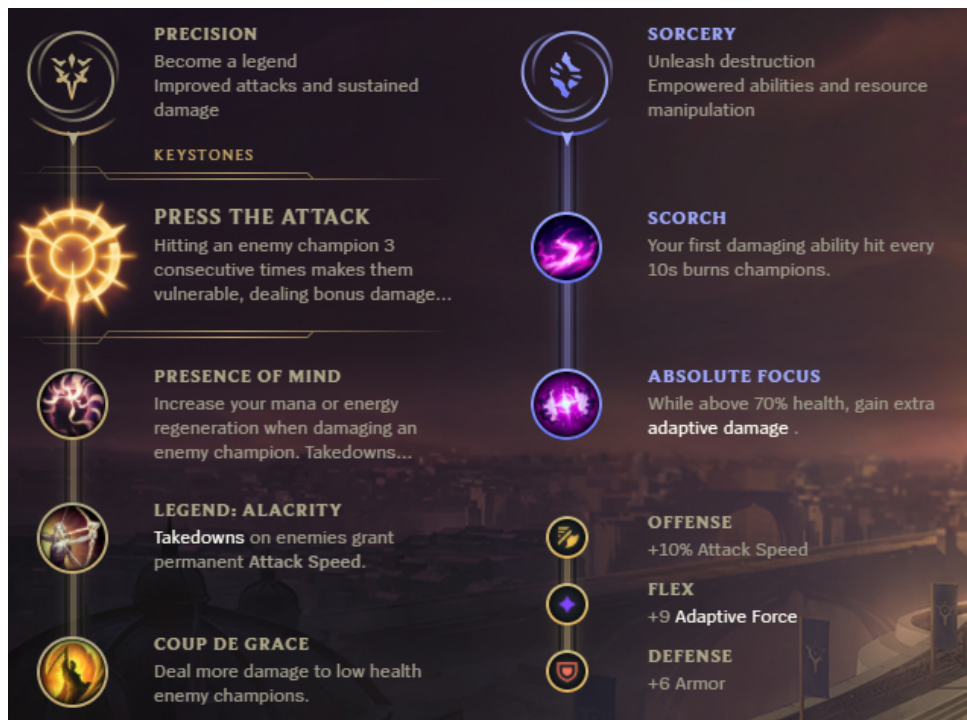 PRECISION
Become a legend
Improved attacks and sustained
damage
KEYSTONES
PRESS THE ATTACK
Hitting an enemy champion 3
consecutive times makes them
vulnerable, dealing bonus damage...
PRESENCE OF MIND
Increase your mana or energy
regeneration when damaging an
enemy champion. Takedowns...
LEGEND: ALACRITY
Takedowns on enemies grant
permanent Attack Speed.
COUP DE GRACE
Deal more damage to low health
enemy champions.
SORCERY
Unleash destruction
Empowered abilities and resource
manipulation
SCORCH
Your first damaging ability hit every
10s burns champions.
ABSOLUTE FOCUS
While above 70% health, gain extra
adaptive damage .
OFFENSE
+10% Attack Speed
FLEX
+9 Adaptive Force
DEFENSE
+6 Armor